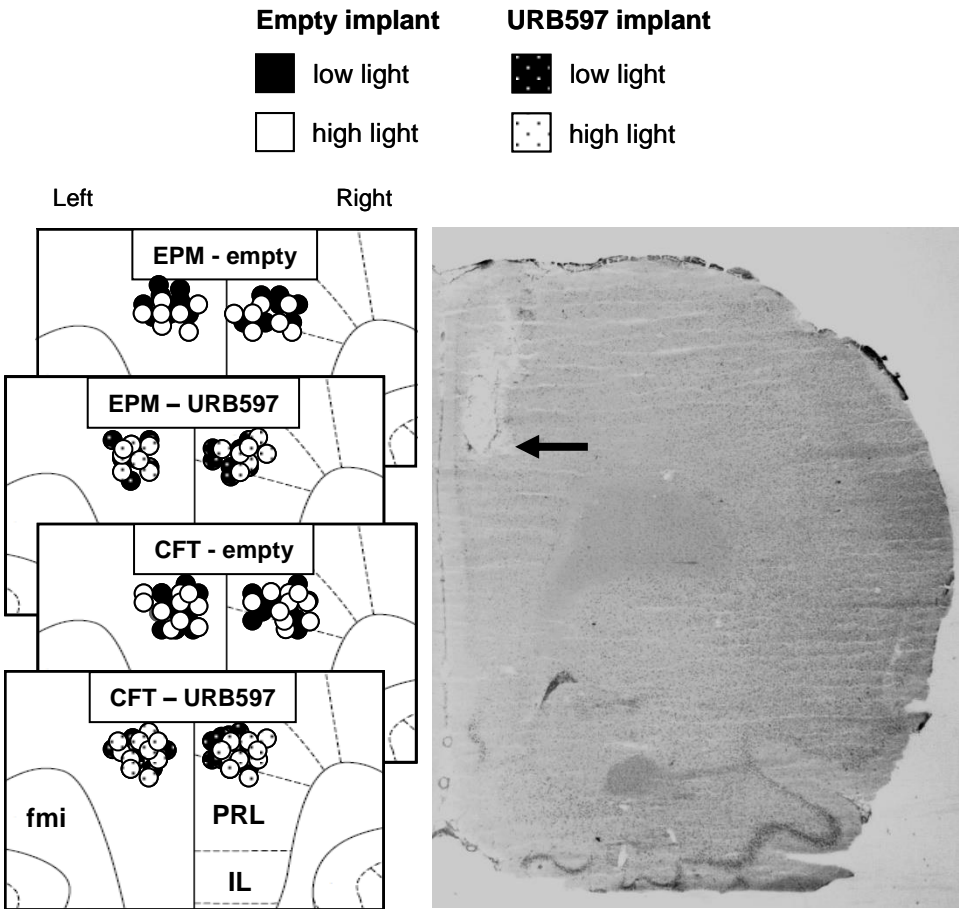 Empty implant URB597 implant
low light low light
high light high light
Left Right
EPM - empty
EPM – URB597
CFT - empty
CFT – URB597
fmi PRL
IL